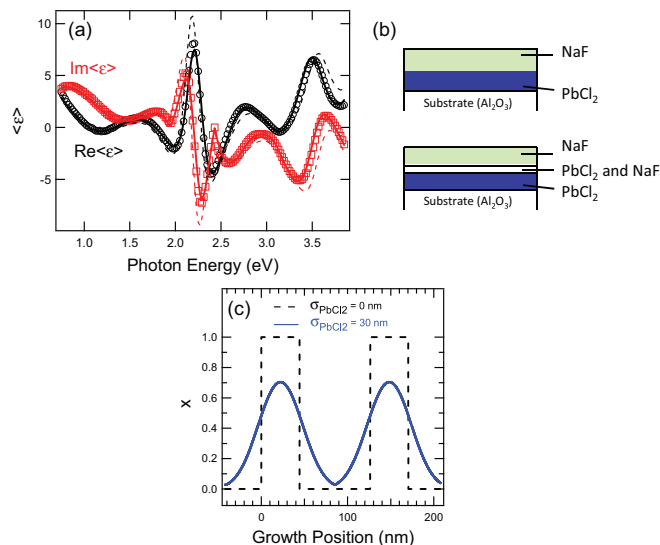 (a)
10
5
0
-5
<ε>
Im<ε>
Re<ε>
1.0 1.5 2.0 2.5 3.0 3.5
Photon Energy (eV)
(b)
NaF
PbCl2
Substrate (Al2O3)
NaF
PbCl2 and NaF
PbCl2
Substrate (Al2O3)
(c)
σPbCl2 = 0 nm
σPbCl2 = 30 nm
1.0
0.8
0.6
0.4
0.2
0.0
x
0 100 200
Growth Position (nm)